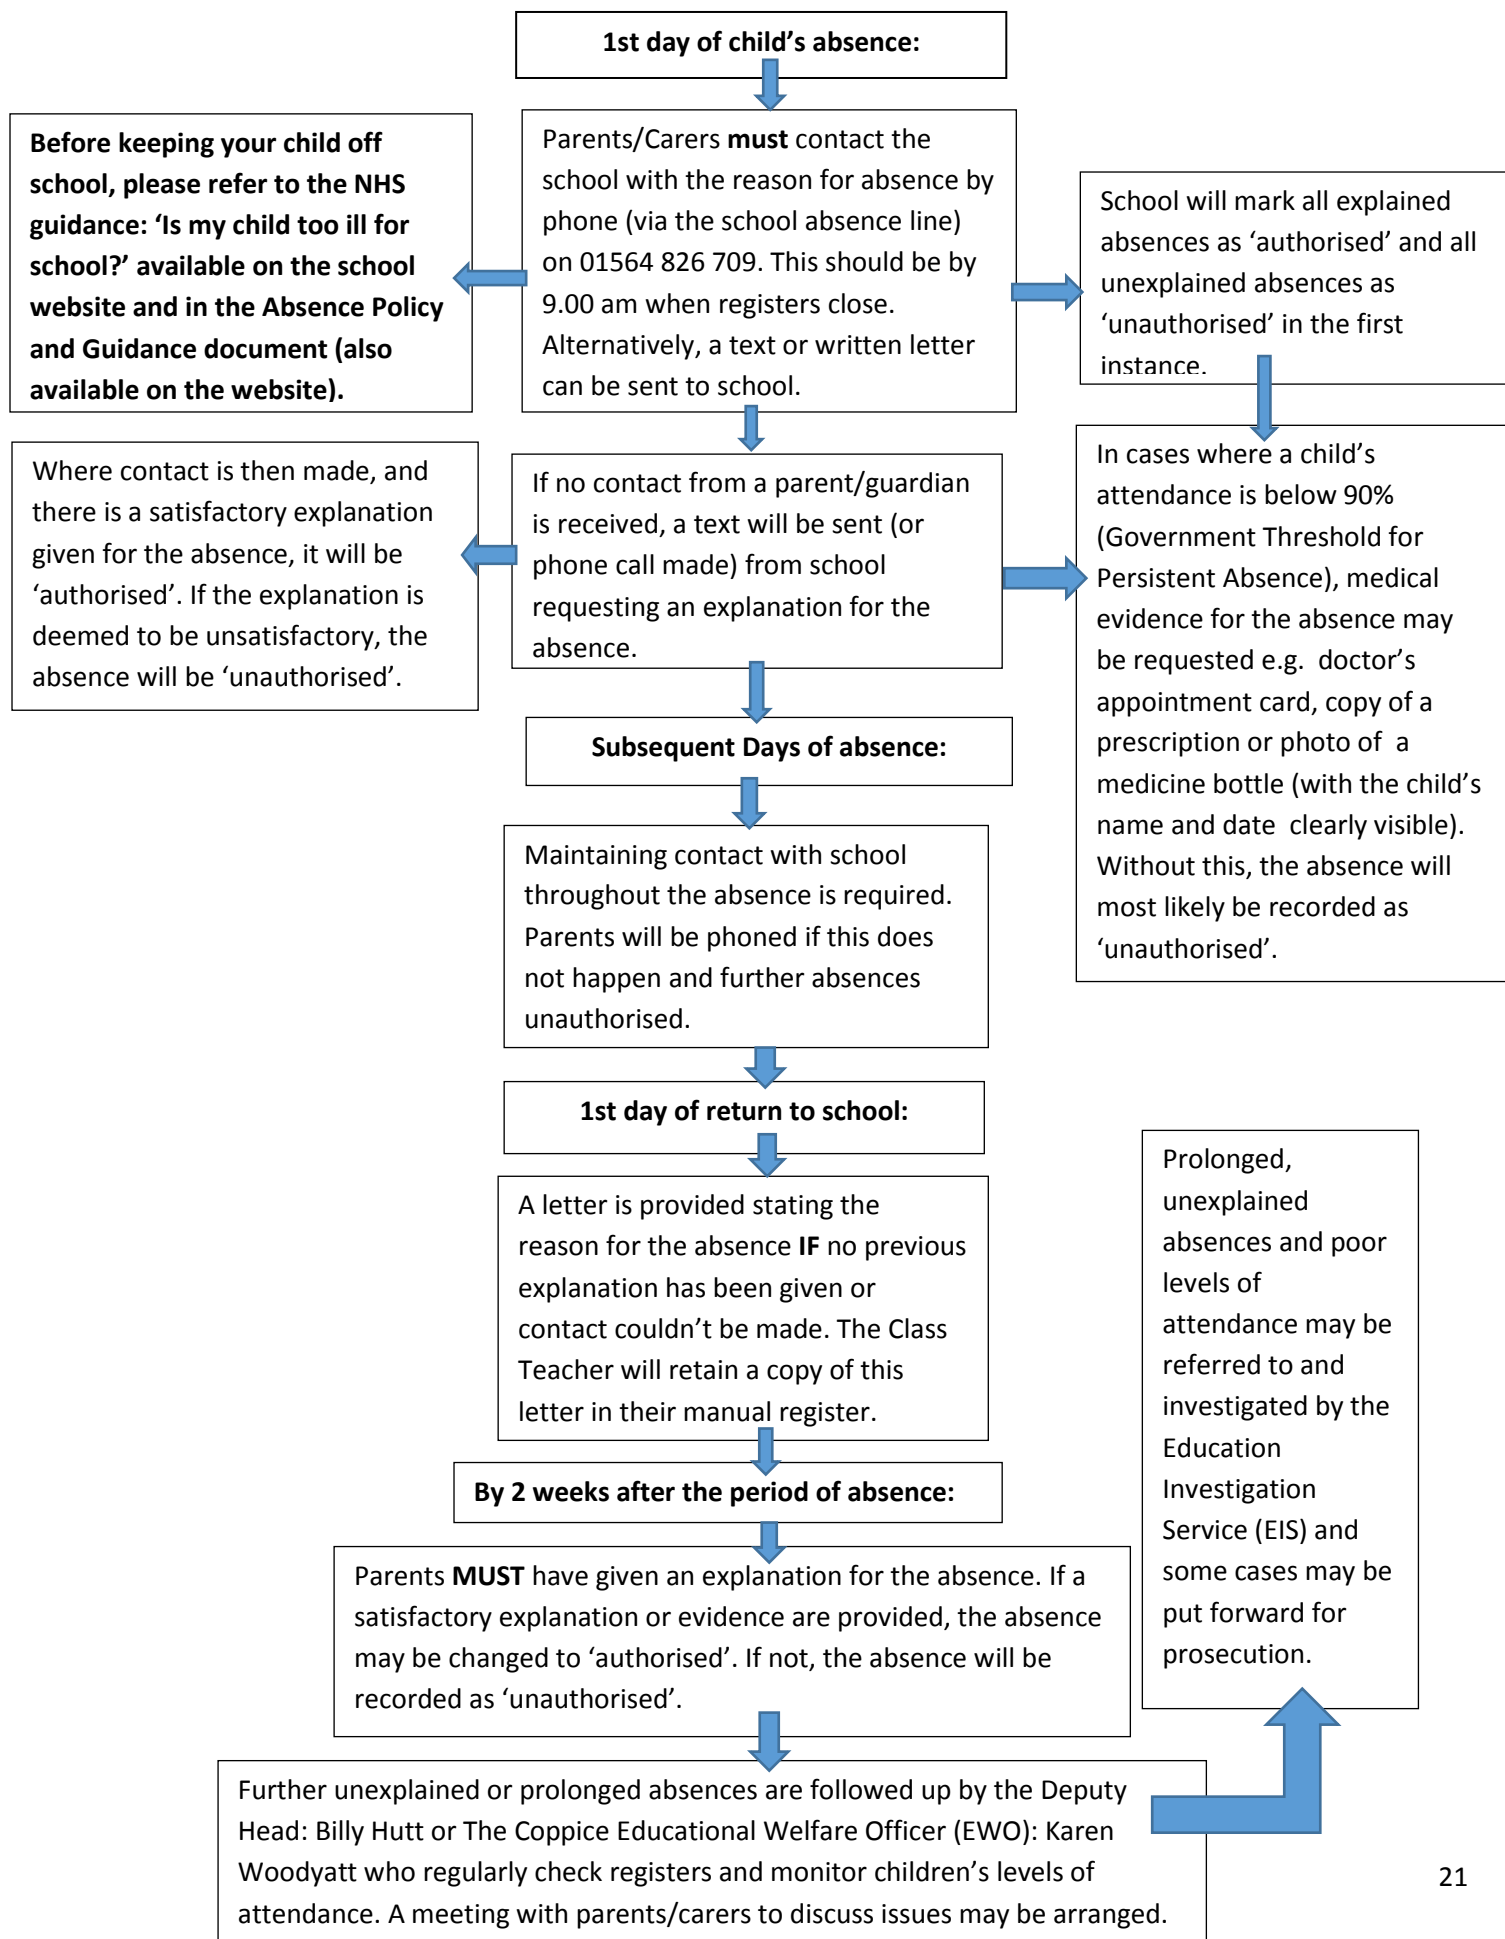 1st day of child’s absence:
Before keeping your child off
school, please refer to the NHS
guidance: ‘Is my child too ill for
school?’ available on the school
website and in the Absence Policy
and Guidance document (also
available on the website).
Parents/Carers must contact the
school with the reason for absence by
phone (via the school absence line)
on 01564 826 709. This should be by
9.00 am when registers close.
Alternatively, a text or written letter
can be sent to school.
School will mark all explained
absences as ‘authorised’ and all
unexplained absences as
‘unauthorised’ in the first
instance.
Where contact is then made, and
there is a satisfactory explanation
given for the absence, it will be
‘authorised’. If the explanation is
deemed to be unsatisfactory, the
absence will be ‘unauthorised’.
If no contact from a parent/guardian
is received, a text will be sent (or
phone call made) from school
requesting an explanation for the
absence.
In cases where a child’s
attendance is below 90%
(Government Threshold for
Persistent Absence), medical
evidence for the absence may
be requested e.g. doctor’s
appointment card, copy of a
prescription or photo of a
medicine bottle (with the child’s
name and date clearly visible).
Without this, the absence will
most likely be recorded as
‘unauthorised’.
Subsequent Days of absence:
Maintaining contact with school
throughout the absence is required.
Parents will be phoned if this does
not happen and further absences
unauthorised.
1st day of return to school:
A letter is provided stating the
reason for the absence IF no previous
explanation has been given or
contact couldn’t be made. The Class
Teacher will retain a copy of this
letter in their manual register.
By 2 weeks after the period of absence:
Parents MUST have given an explanation for the absence. If a
satisfactory explanation or evidence are provided, the absence
may be changed to ‘authorised’. If not, the absence will be
recorded as ‘unauthorised’.
Further unexplained or prolonged absences are followed up by the Deputy
Head: Billy Hutt or The Coppice Educational Welfare Officer (EWO): Karen
Woodyatt who regularly check registers and monitor children’s levels of
attendance. A meeting with parents/carers to discuss issues may be arranged.
Prolonged,
unexplained
absences and poor
levels of
attendance may be
referred to and
investigated by the
Education
Investigation
Service (EIS) and
some cases may be
put forward for
prosecution.
21